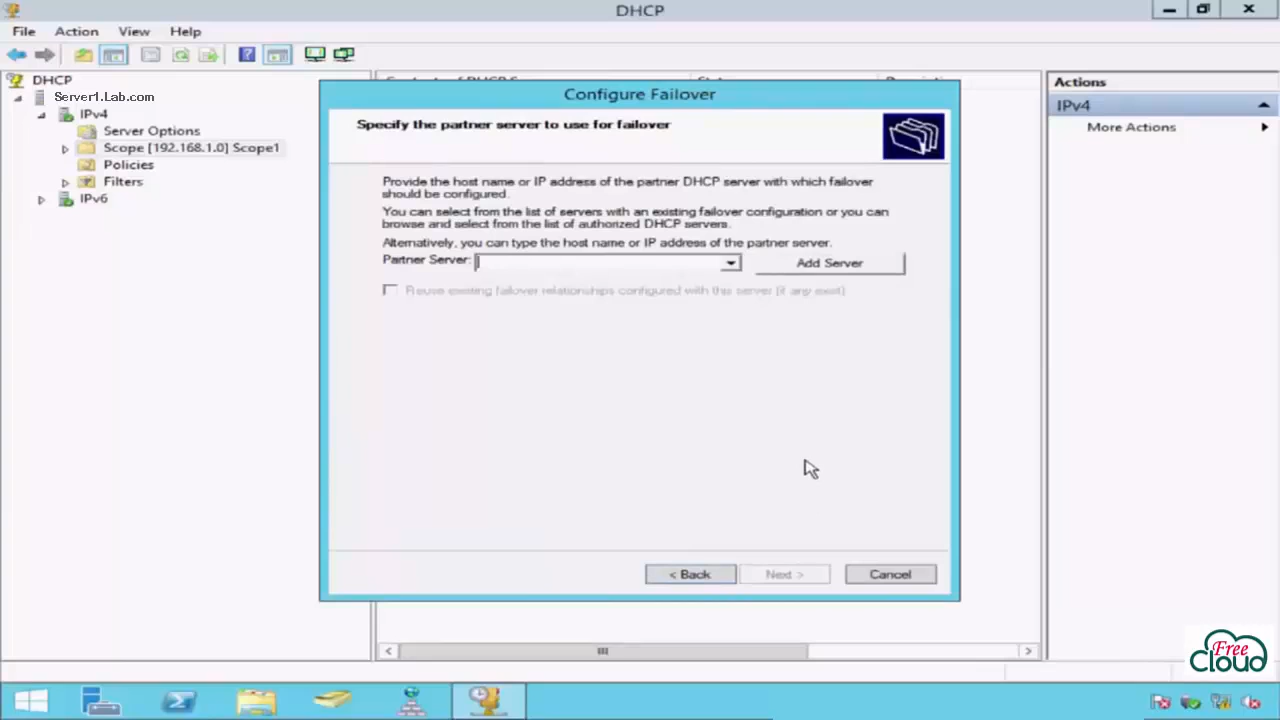 DHCP
File Action View Help
DHCP
Server1.Lab.com
IPv4
Server Options
Scope [192.168.1.0] Scope1
Policies
Filters
IPv6
Configure Failover
Specify the partner server to use for failover
Provide the host name or IP address of the partner DHCP server with which failover
should be configured.
You can select from the list of servers with an existing failover configuration or you can
browse and select from the list of authorized DHCP servers.
Alternatively, you can type the host name or IP address of the partner server.
Partner Server: Add Server
Reuse existing failover relationships configured with this server (if any exist)
< Back Next > Cancel
Actions
IPv4
More Actions
Free
Cloud